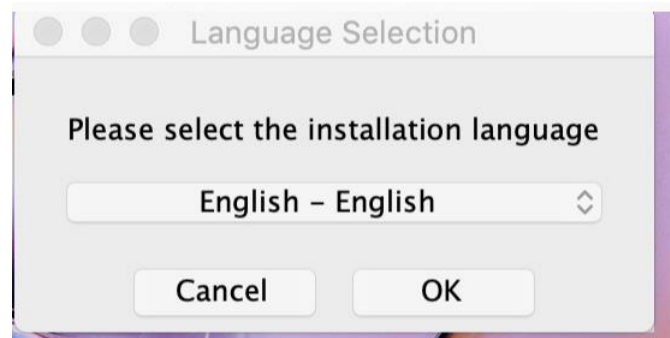 Language Selection
Please select the installation language
English – English
Cancel OK